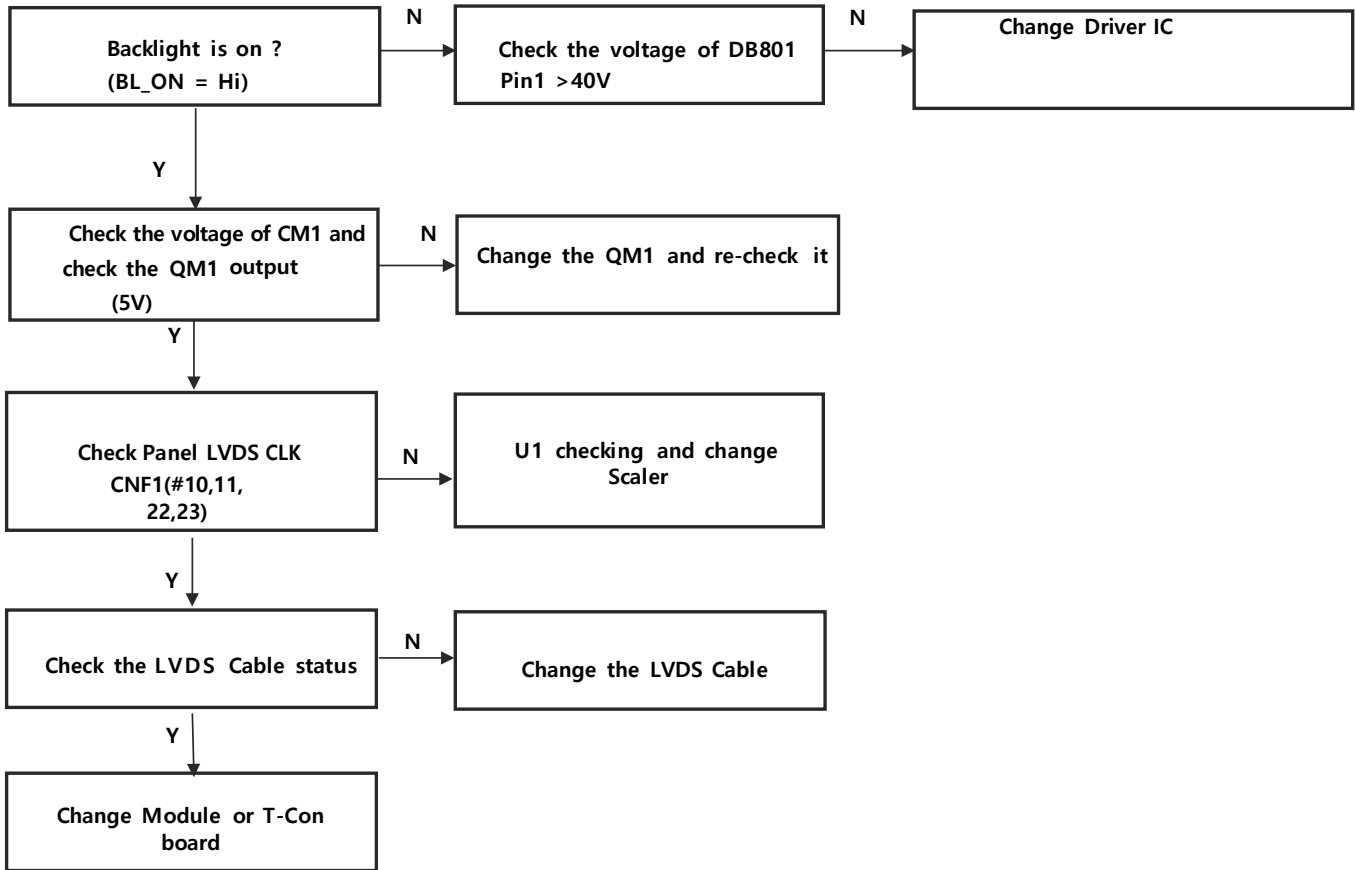 Backlight is on ?
(BL_ON = Hi)
N
Check the voltage of DB801
Pin1 >40V
N
Change Driver IC
Y
Check the voltage of CM1 and
check the QM1 output
(5V)
N
Change the QM1 and re-check it
Y
Check Panel LVDS CLK
CNF1(#10,11,
22,23)
N
U1 checking and change
Scaler
Y
Check the LVDS Cable status
N
Change the LVDS Cable
Y
Change Module or T-Con
board